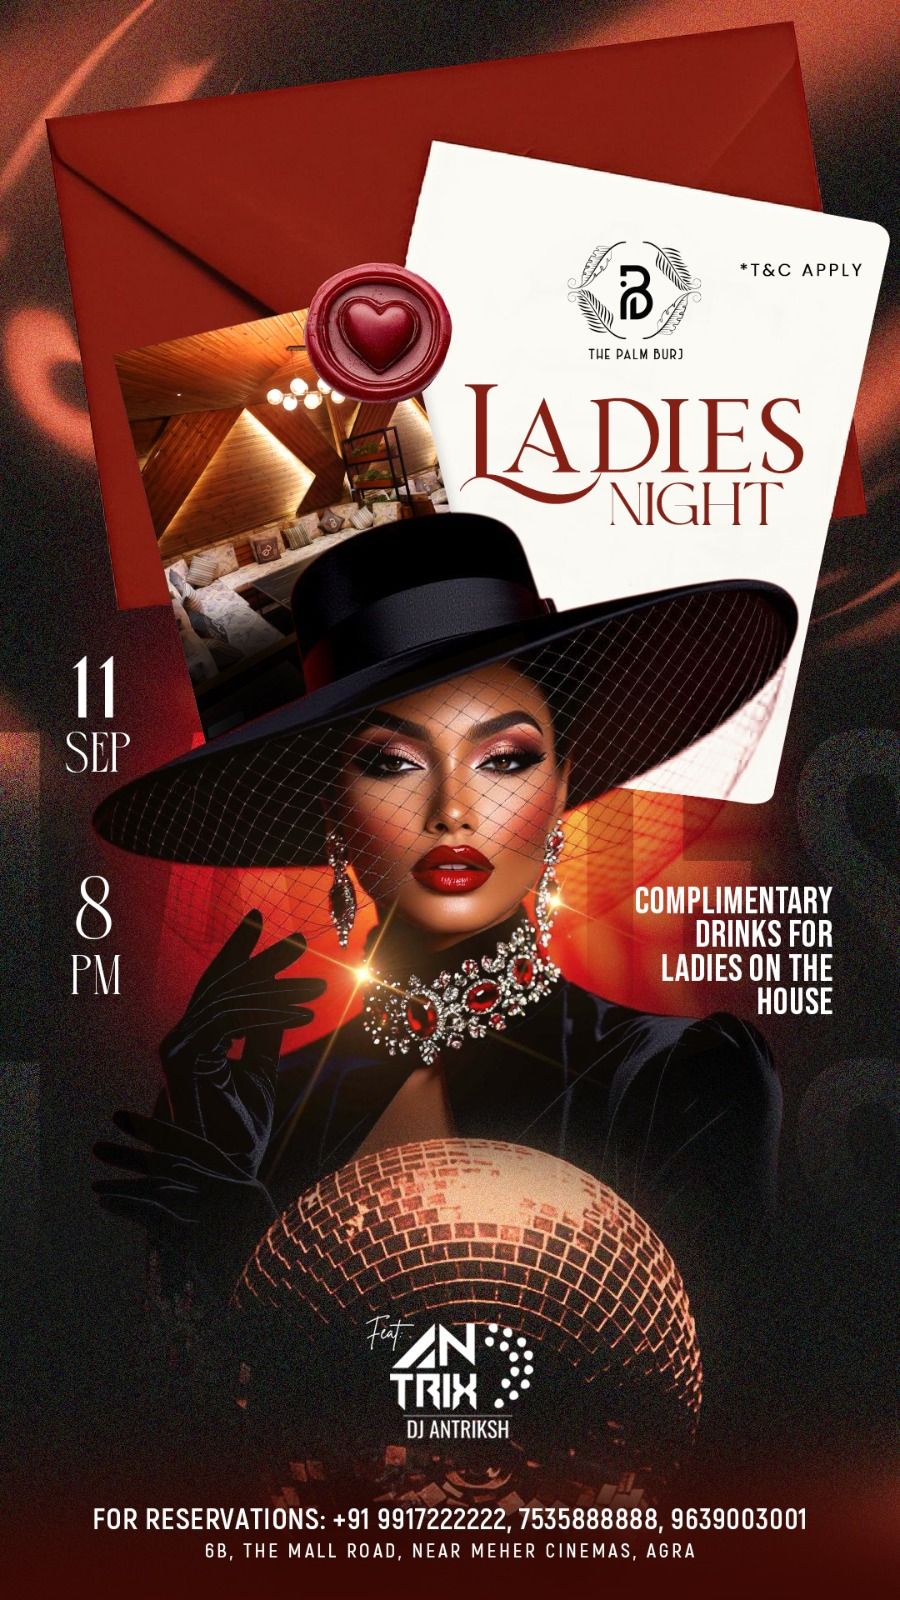 *T&C APPLY
THE PALM BURJ
LADIES
NIGHT
11
SEP
8
PM
COMPLIMENTARY
DRINKS FOR
LADIES ON THE
HOUSE
Feat.
AN
TRIX
DJ ANTRIKSH
FOR RESERVATIONS: +91 9917222222, 7535888888, 9639003001
6B, THE MALL ROAD, NEAR MEHER CINEMAS, AGRA